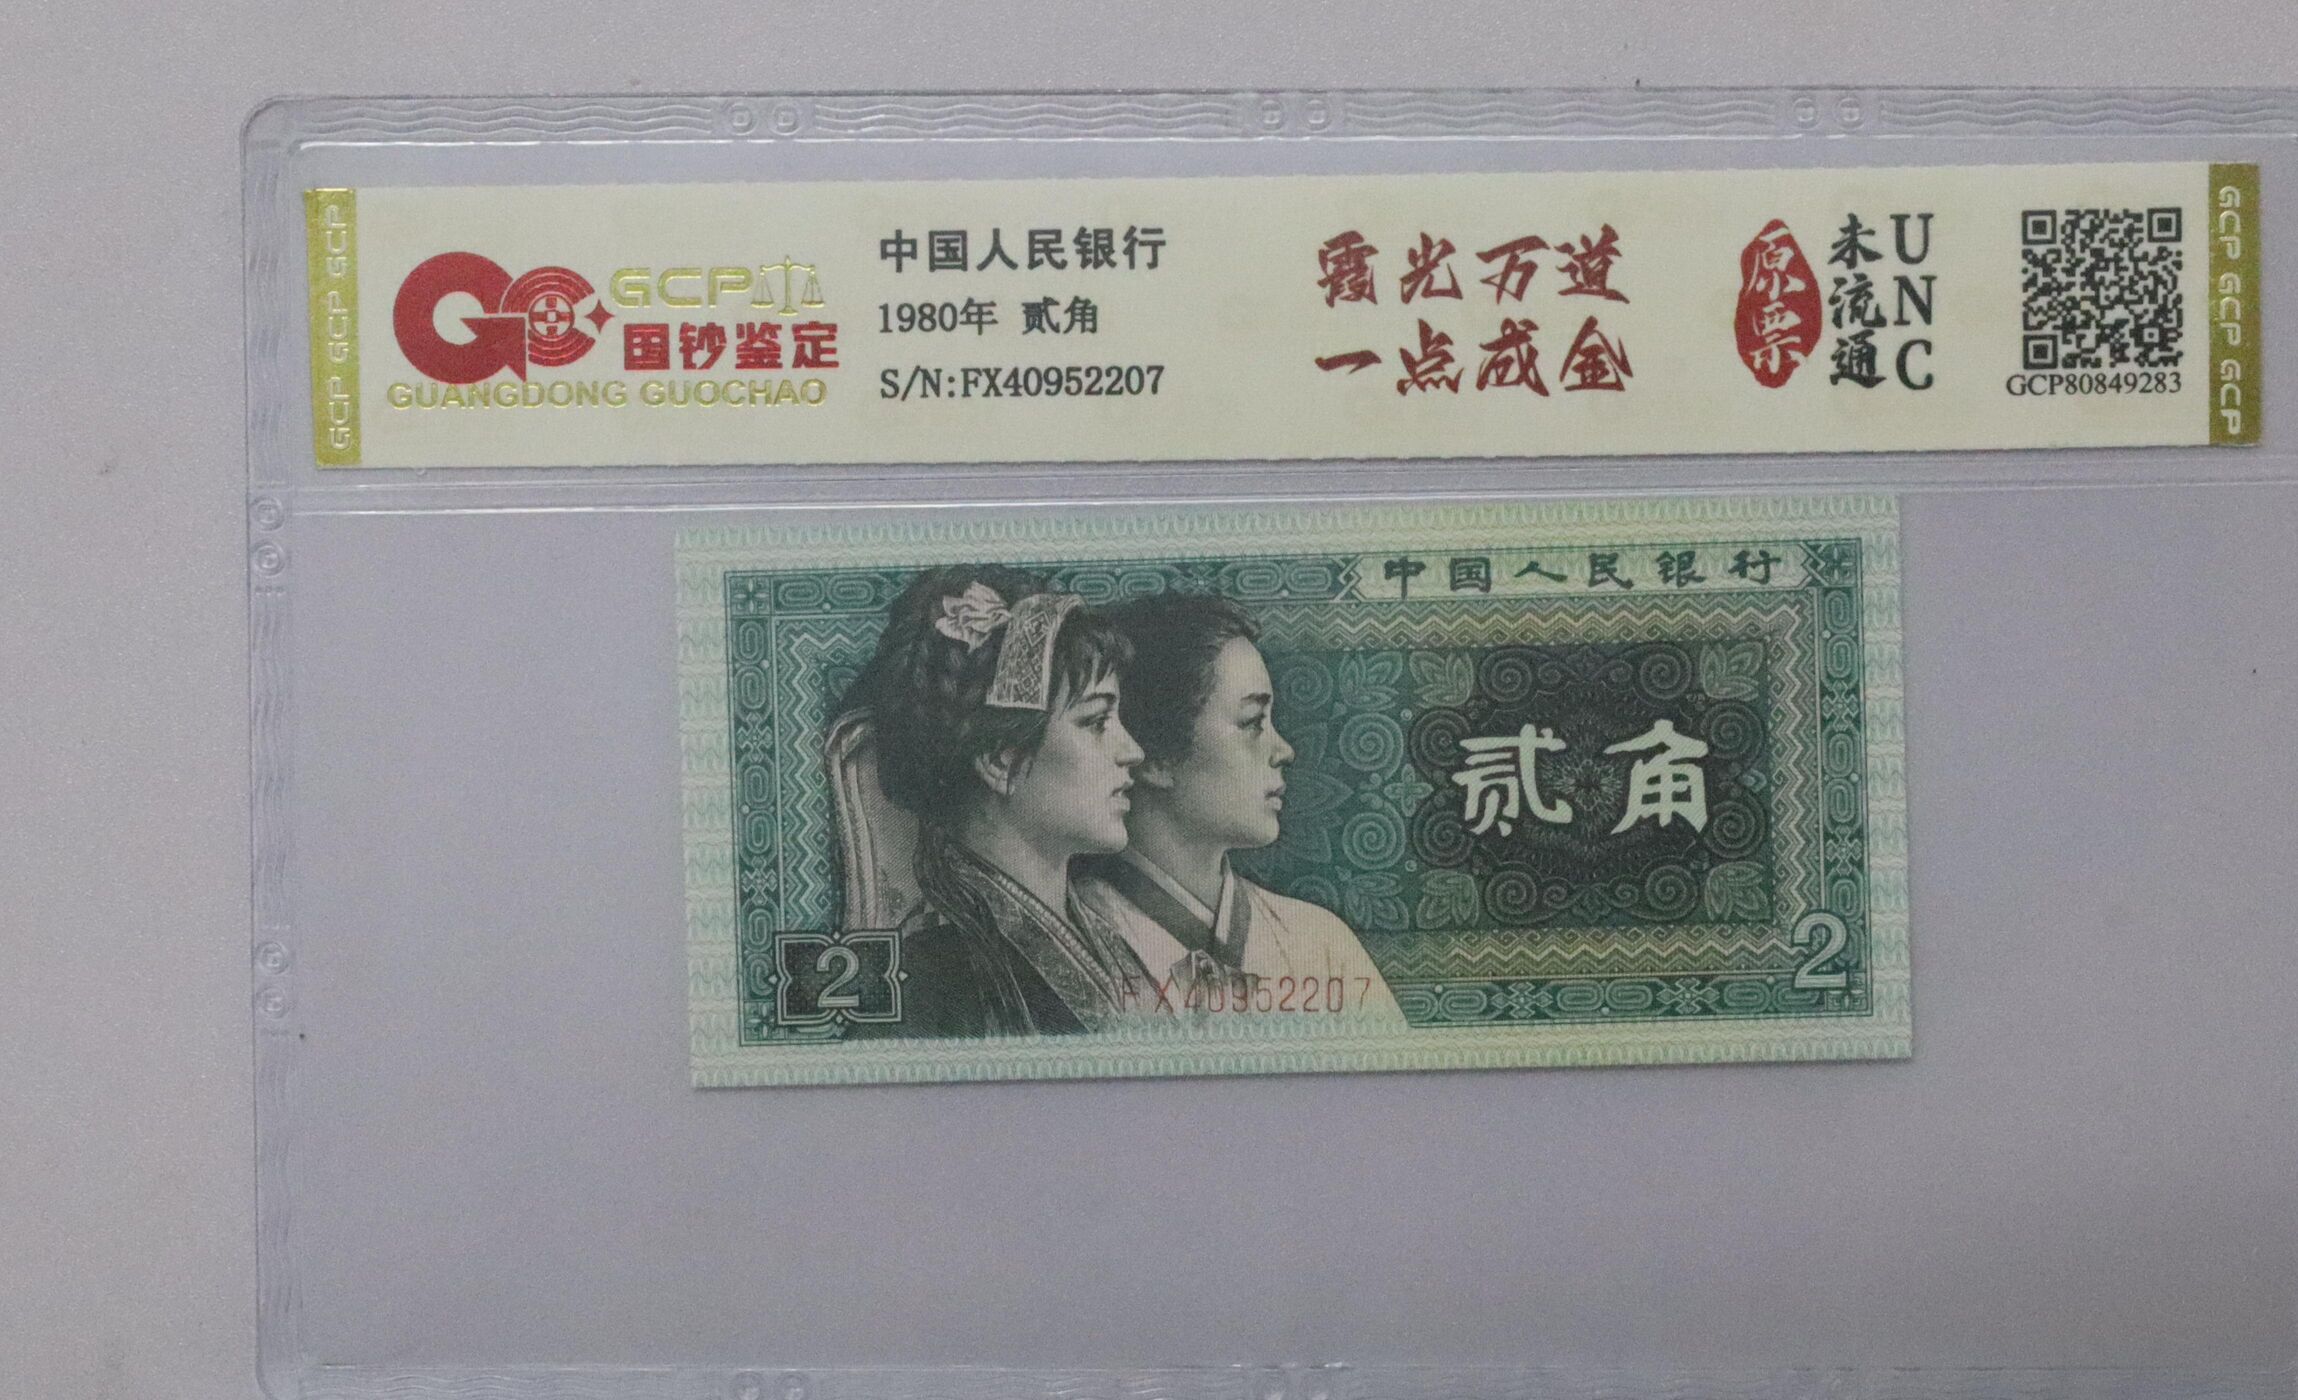 GCP GCP GCP
GCP
国钞鉴定
GUANGDONG GUOCHAO
中国人民银行
1980年 贰角
S/N:FX40952207
霞光万道
一点成金
原票
未流通
UNC
GCP80849283
GCP GCP GCP
中国人民银行
贰角
2
2
FX40952207